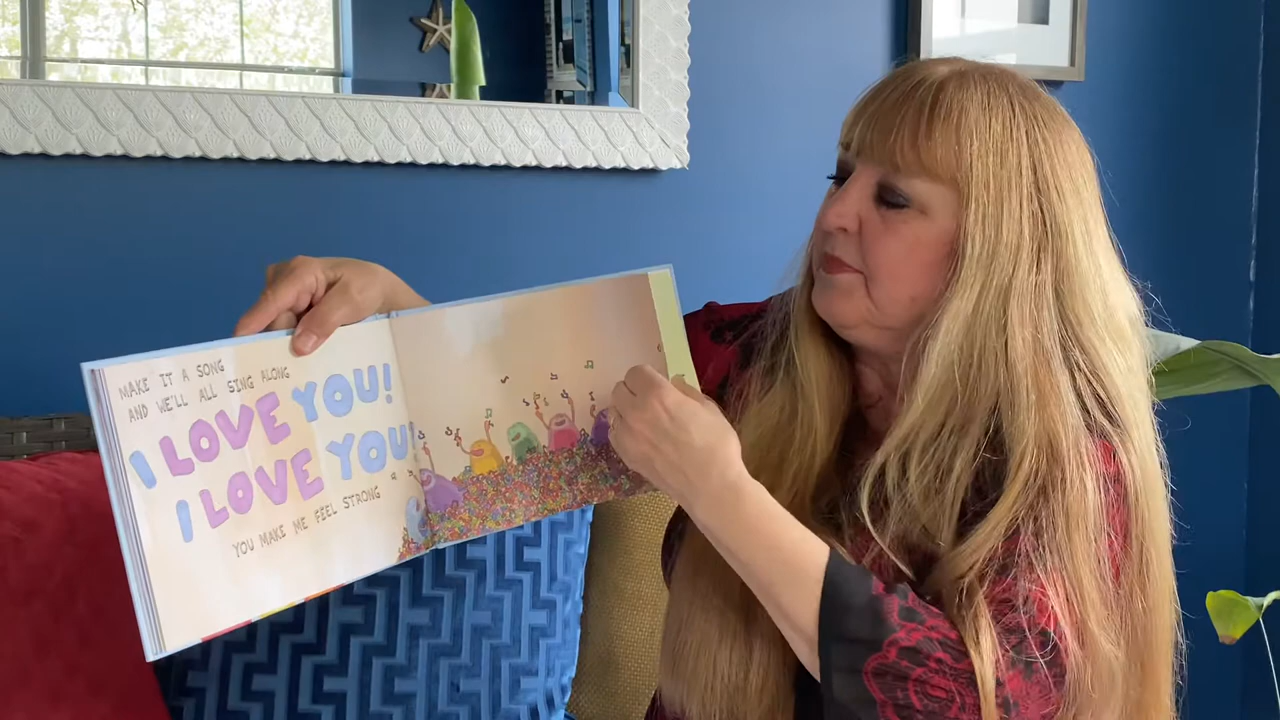 MAKE IT A SONG
AND WE'LL ALL SING ALONG
I LOVE YOU!
I LOVE YOU!
YOU MAKE ME FEEL STRONG